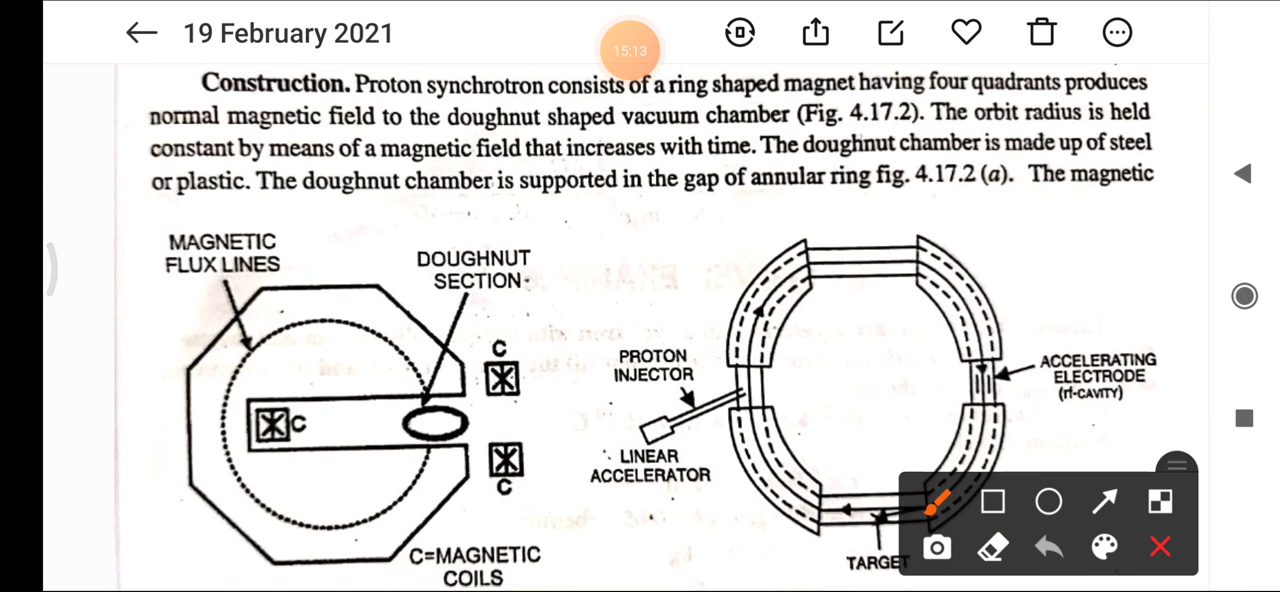 19 February 2021
15:13
Construction. Proton synchrotron consists of a ring shaped magnet having four quadrants produces
normal magnetic field to the doughnut shaped vacuum chamber (Fig. 4.17.2). The orbit radius is held
constant by means of a magnetic field that increases with time. The doughnut chamber is made up of steel
or plastic. The doughnut chamber is supported in the gap of annular ring fig. 4.17.2 (a). The magnetic
MAGNETIC
FLUX LINES
DOUGHNUT
SECTION
C
C
C
C=MAGNETIC
COILS
PROTON
INJECTOR
LINEAR
ACCELERATOR
ACCELERATING
ELECTRODE
(rf-CAVITY)
TARGET